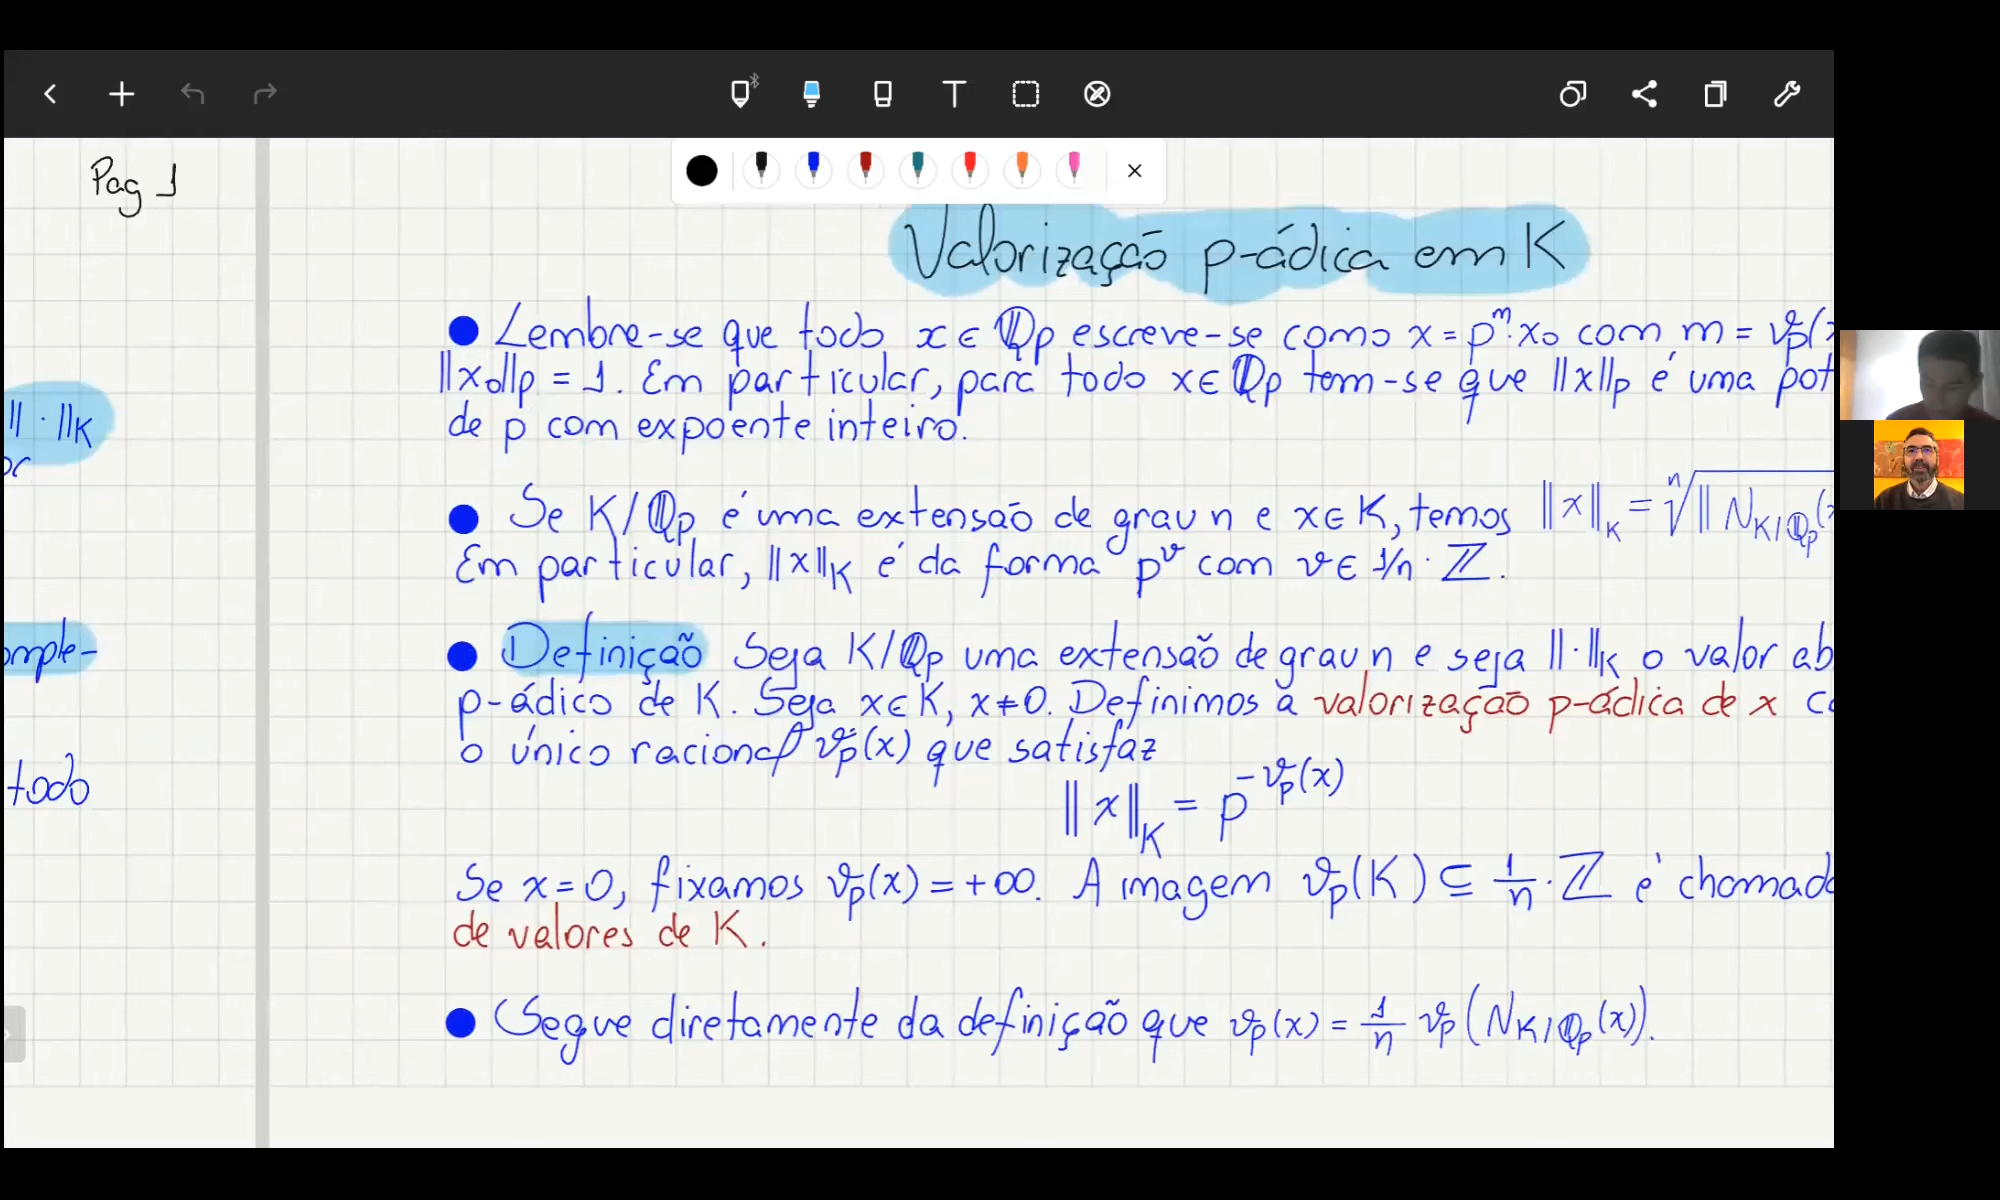 Pag 1
‖·‖K
or
omple-
todo
Valorização p-ádica em K
● Lembre-se que todo x ∈ ℚp escreve-se como x = p^m · x₀ com m = vp(x
‖x₀‖p = 1. Em particular, para todo x ∈ ℚp tem-se que ‖x‖p é uma pot
de p com expoente inteiro.
● Se K/ℚp é uma extensão de grau n e x ∈ K, temos ‖x‖K = ⁿ√‖N K/ℚp (x
Em particular, ‖x‖K é da forma p^v com v ∈ 1/n · ℤ.
● Definição Seja K/ℚp uma extensão de grau n e seja ‖·‖K o valor ab
p-ádico de K. Seja x ∈ K, x ≠ 0. Definimos a valorização p-ádica de x co
o único racional vp(x) que satisfaz
‖x‖K = p^{-vp(x)}
Se x = 0, fixamos vp(x) = +∞. A imagem vp(K) ⊆ 1/n · ℤ é chamad
de valores de K.
● Segue diretamente da definição que vp(x) = 1/n vp(N K/ℚp (x)).